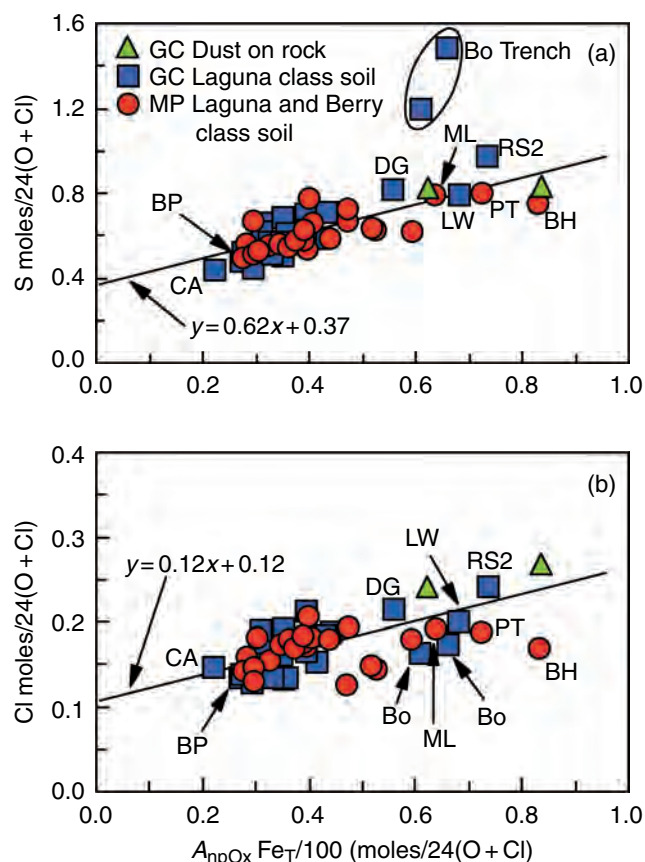 1.6
1.2
0.8
0.4
0.0
S moles/24(O + Cl)
GC Dust on rock
GC Laguna class soil
MP Laguna and Berry
class soil
Bo Trench
(a)
ML
RS2
DG
BP
LW
PT
BH
CA
y=0.62x+0.37
0.0 0.2 0.4 0.6 0.8 1.0
0.4
0.3
0.2
0.1
0.0
Cl moles/24(O + Cl)
(b)
LW
y=0.12x+0.12
RS2
DG
CA
PT
BH
BP
Bo
ML
Bo
0.0 0.2 0.4 0.6 0.8 1.0
AnpOx FeT/100 (moles/24(O + Cl)